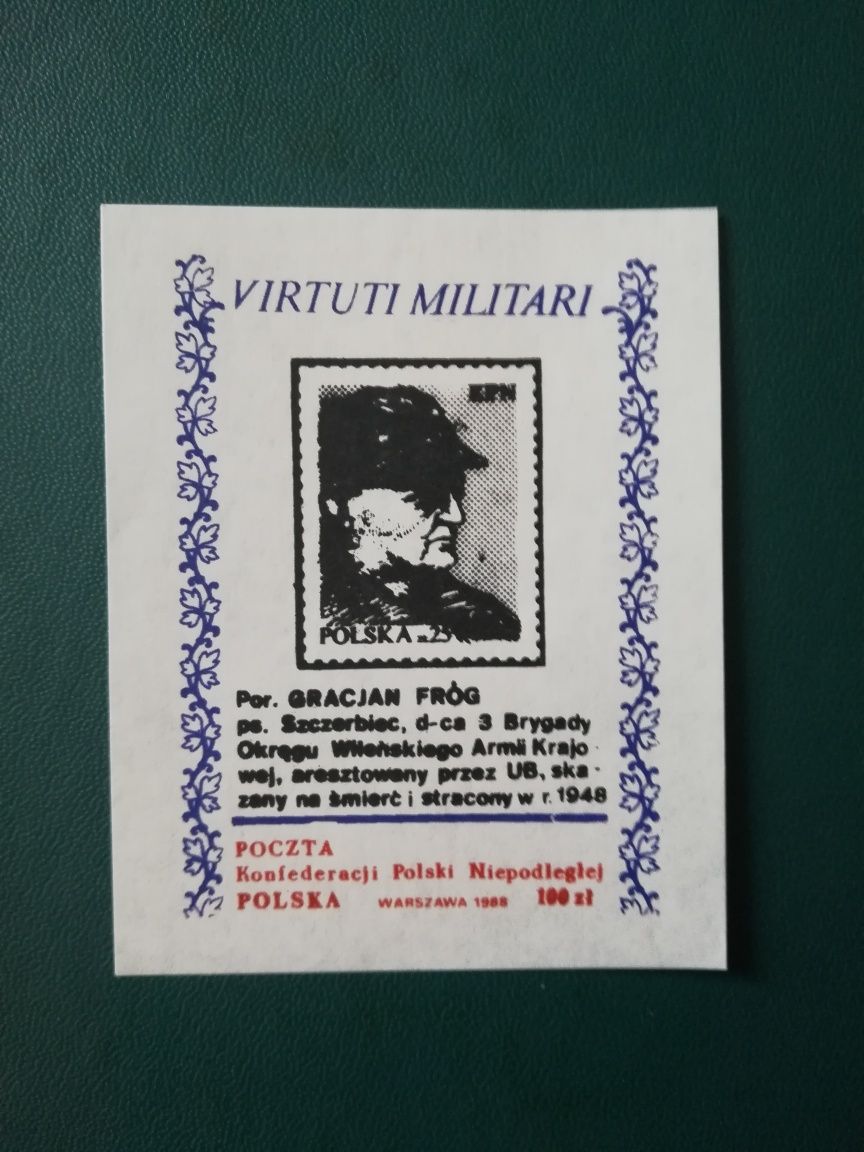 VIRTUTI MILITARI
KPN
POLSKA 25
Por. GRACJAN FRÓG
ps. Szczerbiec, d-ca 3 Brygady
Okręgu Wileńskiego Armii Krajo-
wej, aresztowany przez UB, ska-
zany na śmierć i stracony w r. 1948
POCZTA
Konfederacji Polski Niepodległej
POLSKA WARSZAWA 1988 100 zł